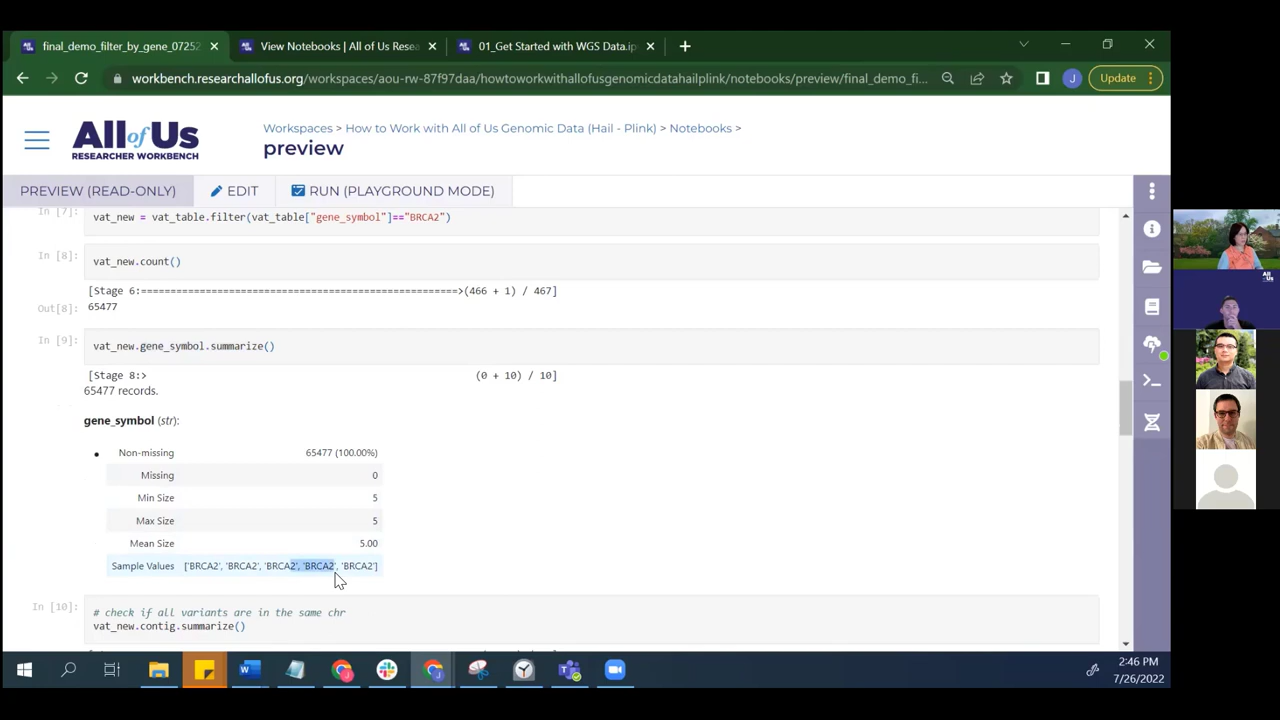 final_demo_filter_by_gene_07252
View Notebooks | All of Us Resea
01_Get Started with WGS Data.ip
workbench.researchallofus.org/workspaces/aou-rw-87f97daa/howtoworkwithallofusgenomicdatahailplink/notebooks/preview/final_demo_fi...
J
Update
All of Us
RESEARCHER WORKBENCH
Workspaces > How to Work with All of Us Genomic Data (Hail - Plink) > Notebooks >
preview
PREVIEW (READ-ONLY)
EDIT
RUN (PLAYGROUND MODE)
In [7]:
vat_new = vat_table.filter(vat_table["gene_symbol"]=="BRCA2")
In [8]:
vat_new.count()
[Stage 6:===================================================>(466 + 1) / 467]
Out[8]:
65477
In [9]:
vat_new.gene_symbol.summarize()
[Stage 8:> (0 + 10) / 10]
65477 records.
gene_symbol (str):
Non-missing 65477 (100.00%)
Missing 0
Min Size 5
Max Size 5
Mean Size 5.00
Sample Values ['BRCA2', 'BRCA2', 'BRCA2', 'BRCA2', 'BRCA2']
In [10]:
# check if all variants are in the same chr
vat_new.contig.summarize()
All of Us
2:46 PM
7/26/2022